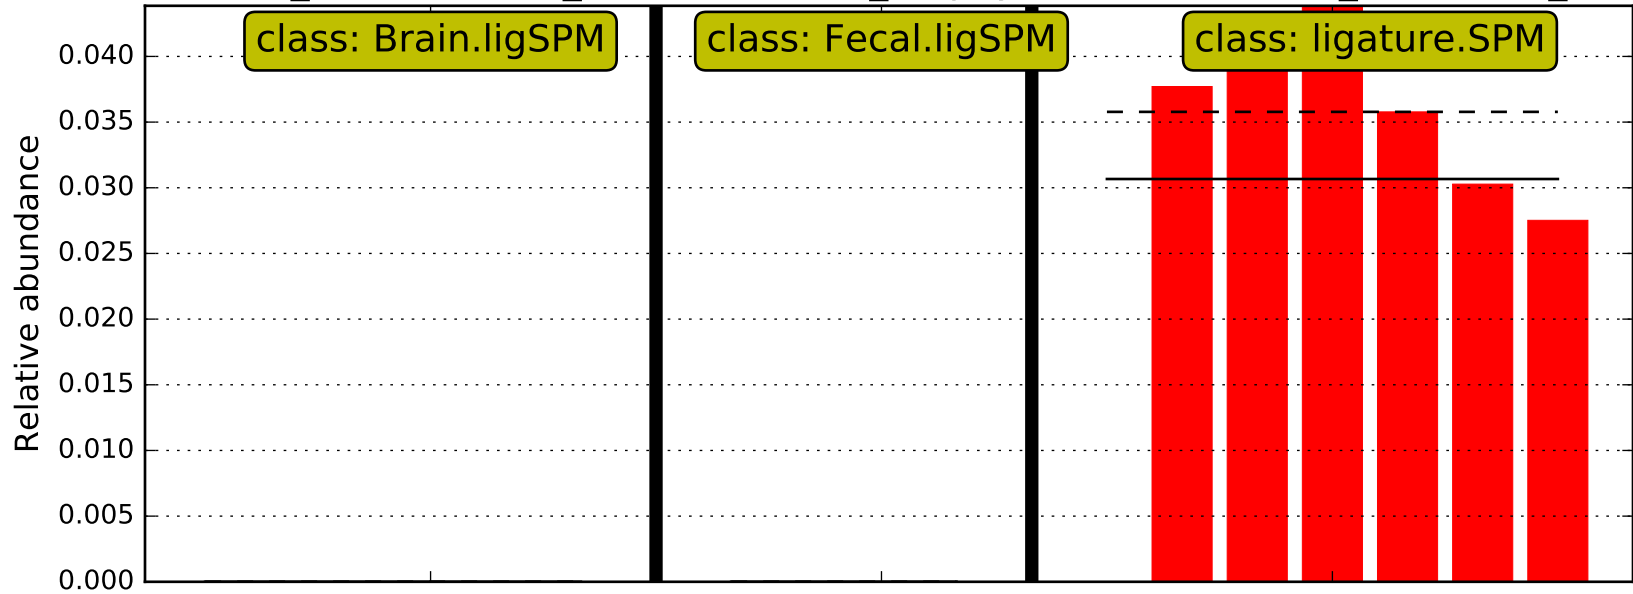 class: Brain.ligSPM
class: Fecal.ligSPM
class: ligature.SPM
Relative abundance
0.040
0.035
0.030
0.025
0.020
0.015
0.010
0.005
0.000